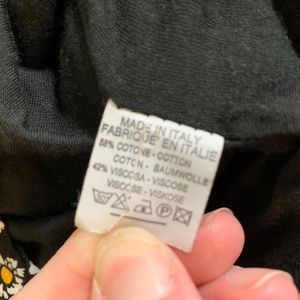 MADE IN ITALY
FABRIQUE EN ITALIE
58% COTONE - COTTON
COTON - BAUMWOLLE
42% VISCOSA - VISCOSE
VISCOSE - VISKOSE
P